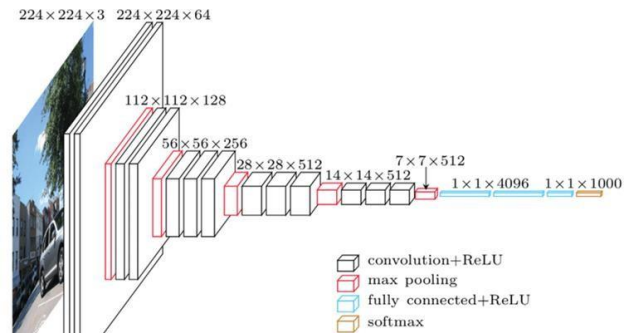 224×224×3
224×224×64
112×112×128
56×56×256
28×28×512
14×14×512
7×7×512
1×1×4096
1×1×1000
convolution+ReLU
max pooling
fully connected+ReLU
softmax